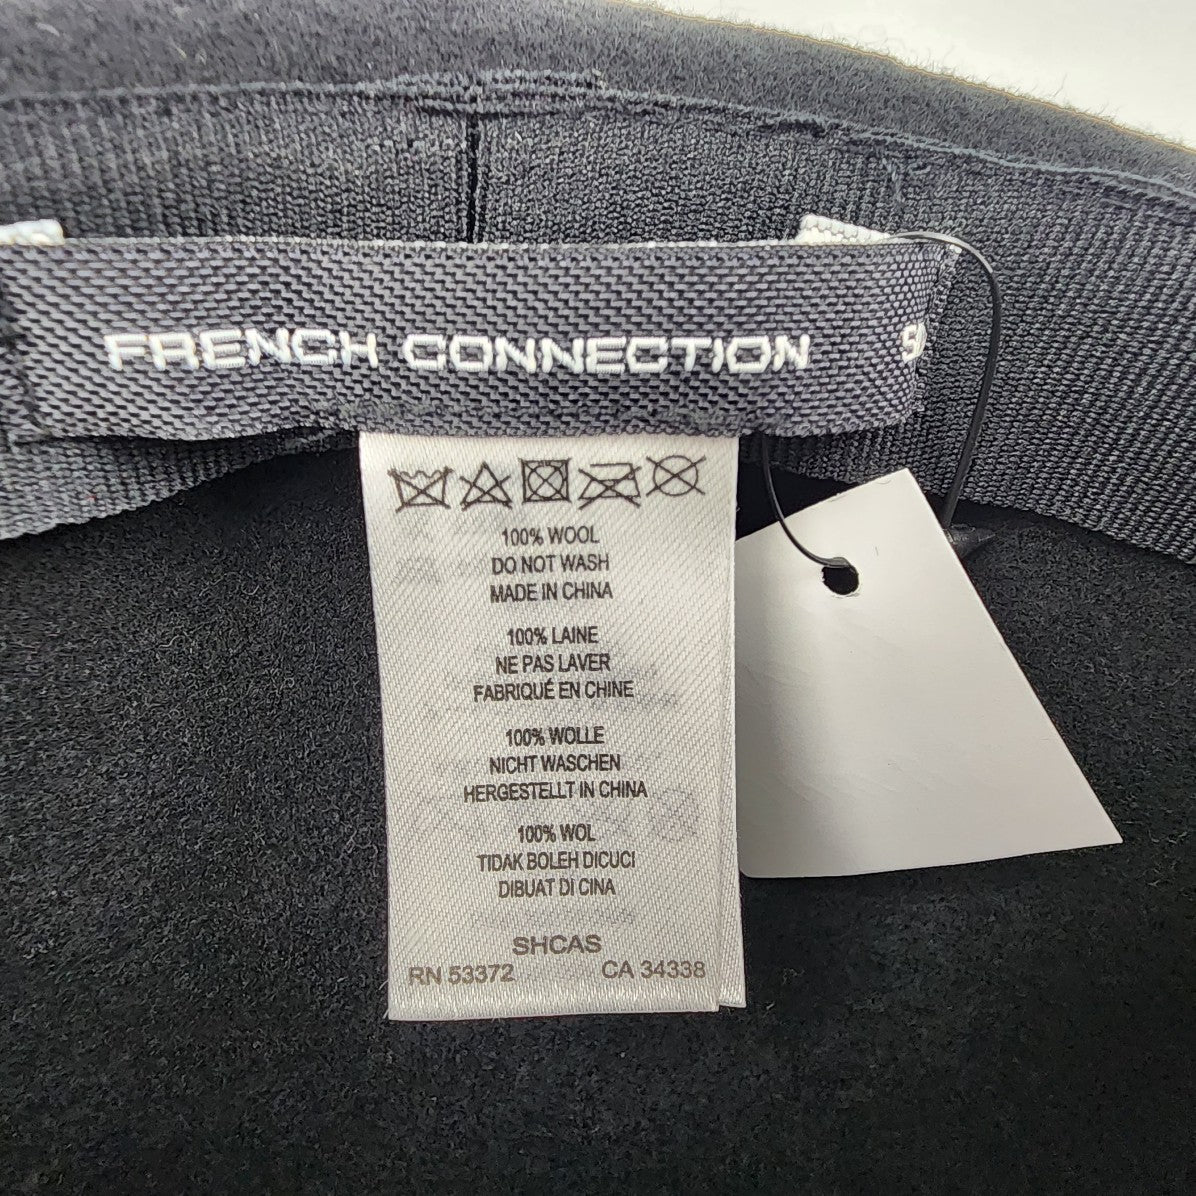 FRENCH CONNECTION
100% WOOL
DO NOT WASH
MADE IN CHINA
100% LAINE
NE PAS LAVER
FABRIQUÉ EN CHINE
100% WOLLE
NICHT WASCHEN
HERGESTELLT IN CHINA
100% WOL
TIDAK BOLEH DICUCI
DIBUAT DI CINA
SHCAS
RN 53372 CA 34338